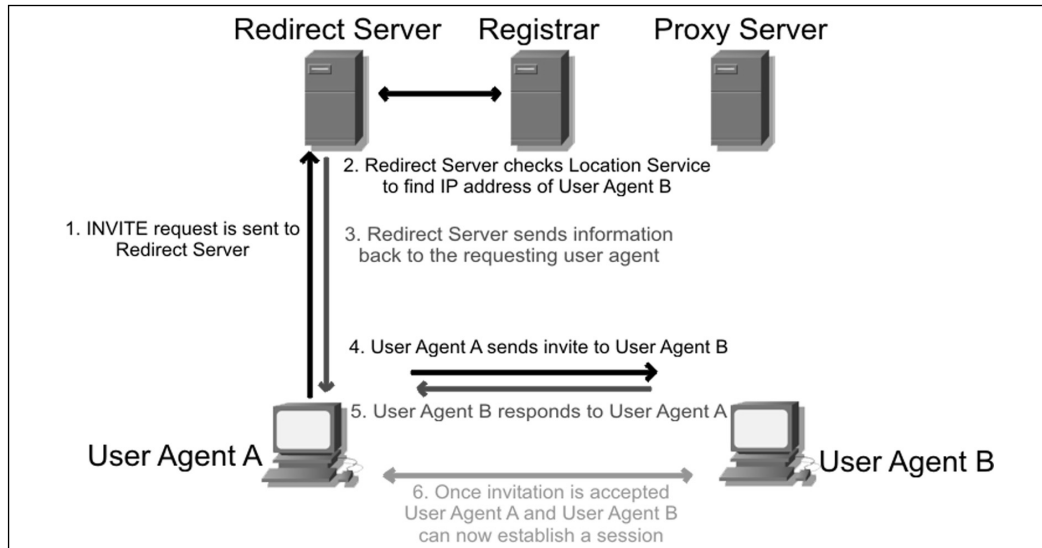 Redirect Server
Registrar
Proxy Server
2. Redirect Server checks Location Service
to find IP address of User Agent B
1. INVITE request is sent to
Redirect Server
3. Redirect Server sends information
back to the requesting user agent
4. User Agent A sends invite to User Agent B
5. User Agent B responds to User Agent A
User Agent A
User Agent B
6. Once invitation is accepted
User Agent A and User Agent B
can now establish a session